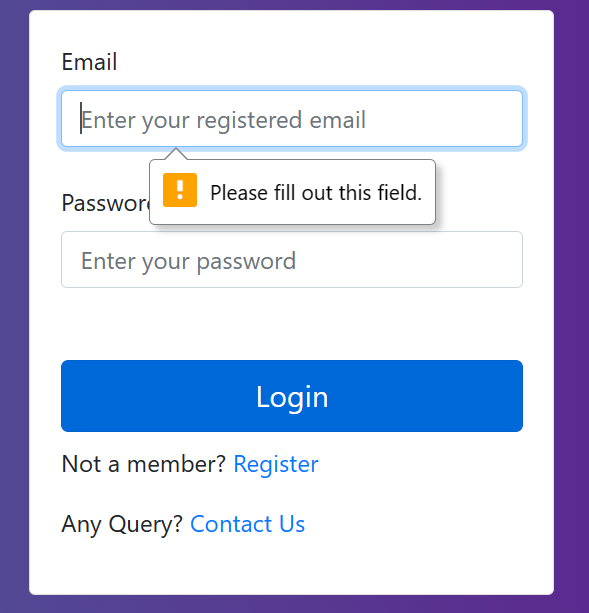 Email
Enter your registered email
Please fill out this field.
Passwor
Enter your password
Login
Not a member? Register
Any Query? Contact Us